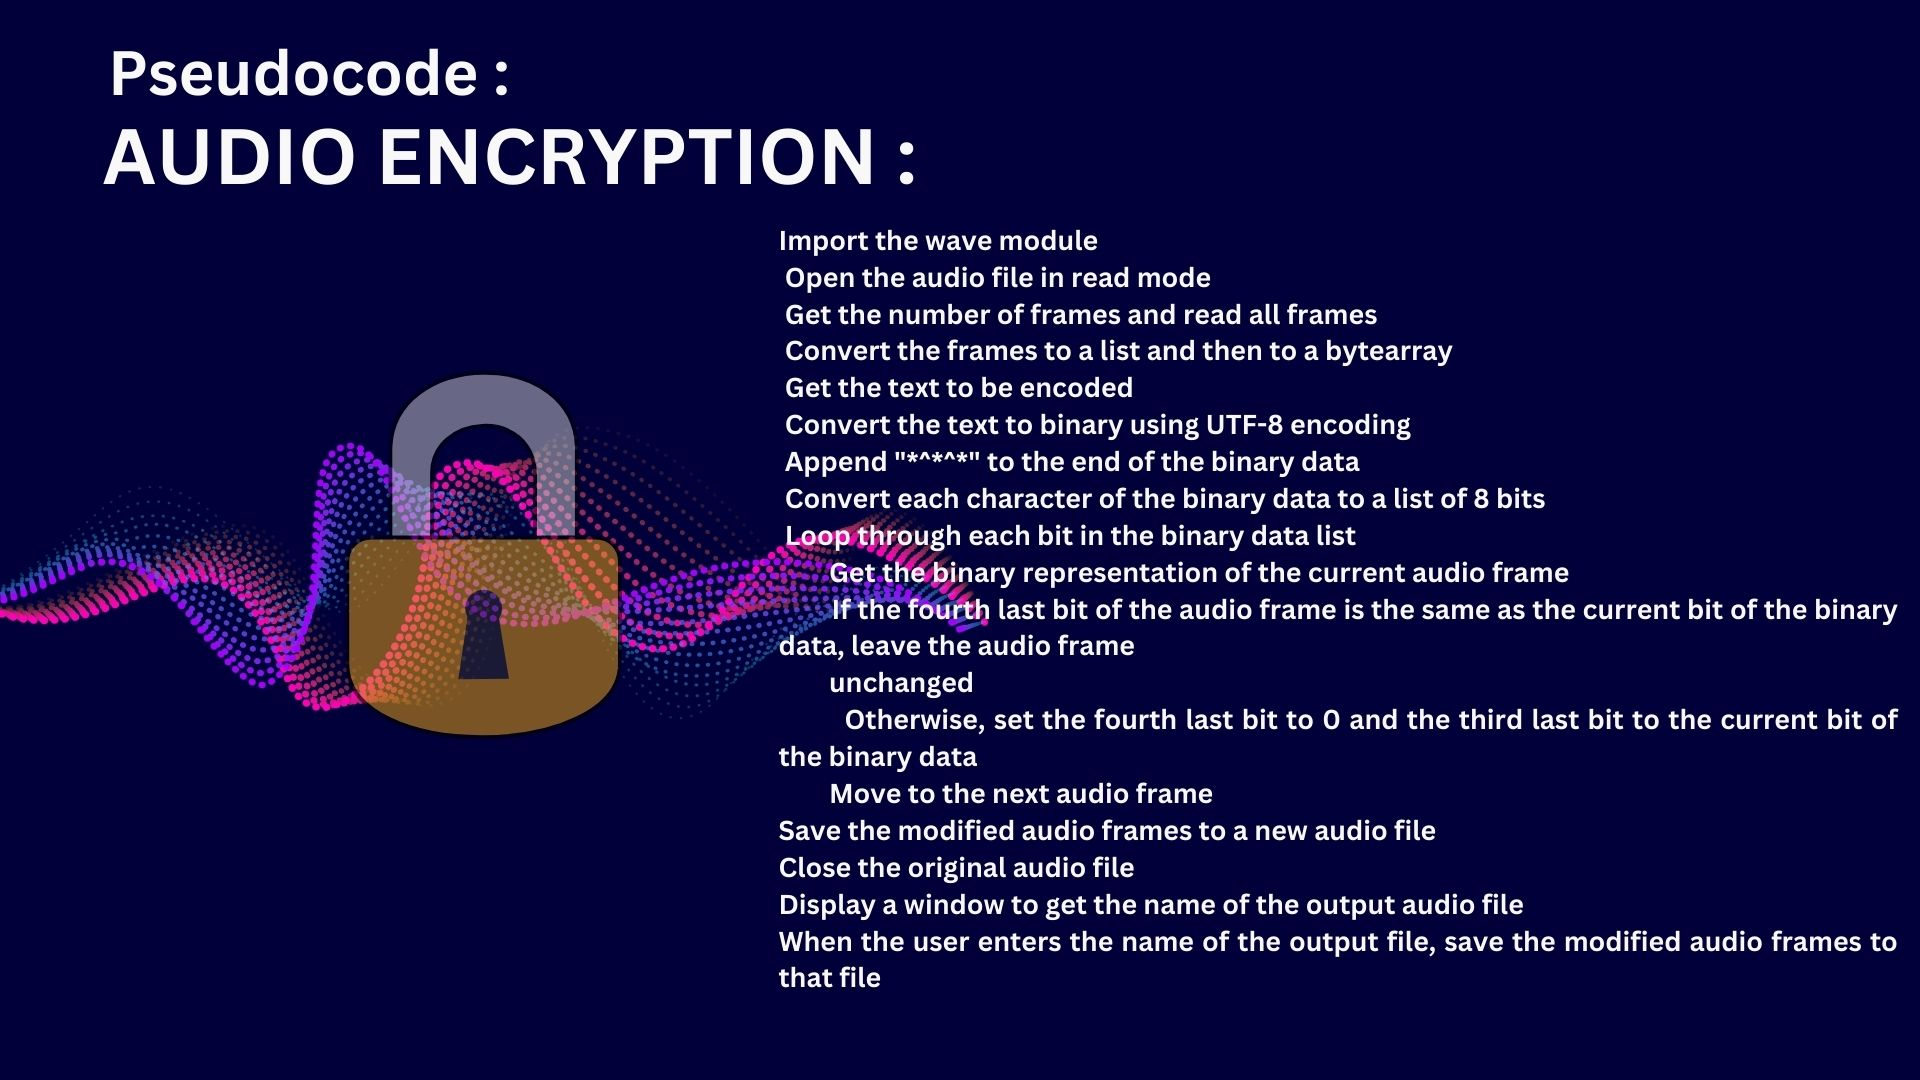 Pseudocode :
AUDIO ENCRYPTION :
Import the wave module
Open the audio file in read mode
Get the number of frames and read all frames
Convert the frames to a list and then to a bytearray
Get the text to be encoded
Convert the text to binary using UTF-8 encoding
Append "*^*^*" to the end of the binary data
Convert each character of the binary data to a list of 8 bits
Loop through each bit in the binary data list
Get the binary representation of the current audio frame
If the fourth last bit of the audio frame is the same as the current bit of the binary
data, leave the audio frame
unchanged
Otherwise, set the fourth last bit to 0 and the third last bit to the current bit of
the binary data
Move to the next audio frame
Save the modified audio frames to a new audio file
Close the original audio file
Display a window to get the name of the output audio file
When the user enters the name of the output file, save the modified audio frames to
that file